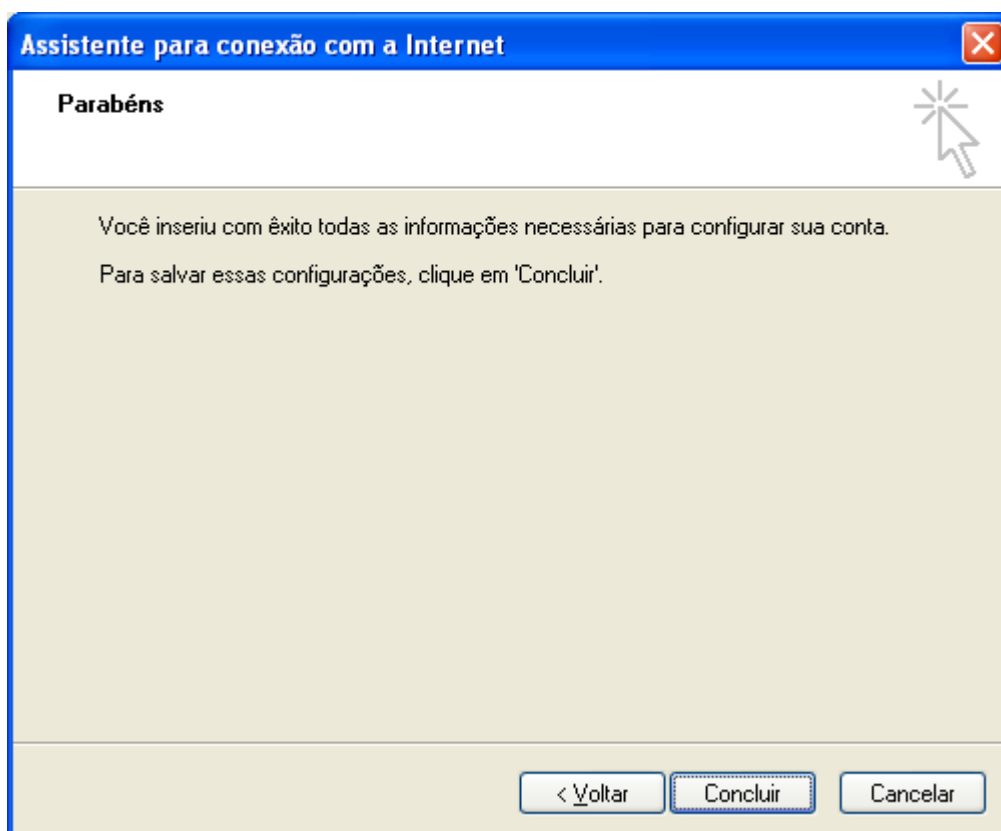 Assistente para conexão com a Internet
Parabéns
Você inseriu com êxito todas as informações necessárias para configurar sua conta.
Para salvar essas configurações, clique em 'Concluir'.
< Voltar Concluir Cancelar